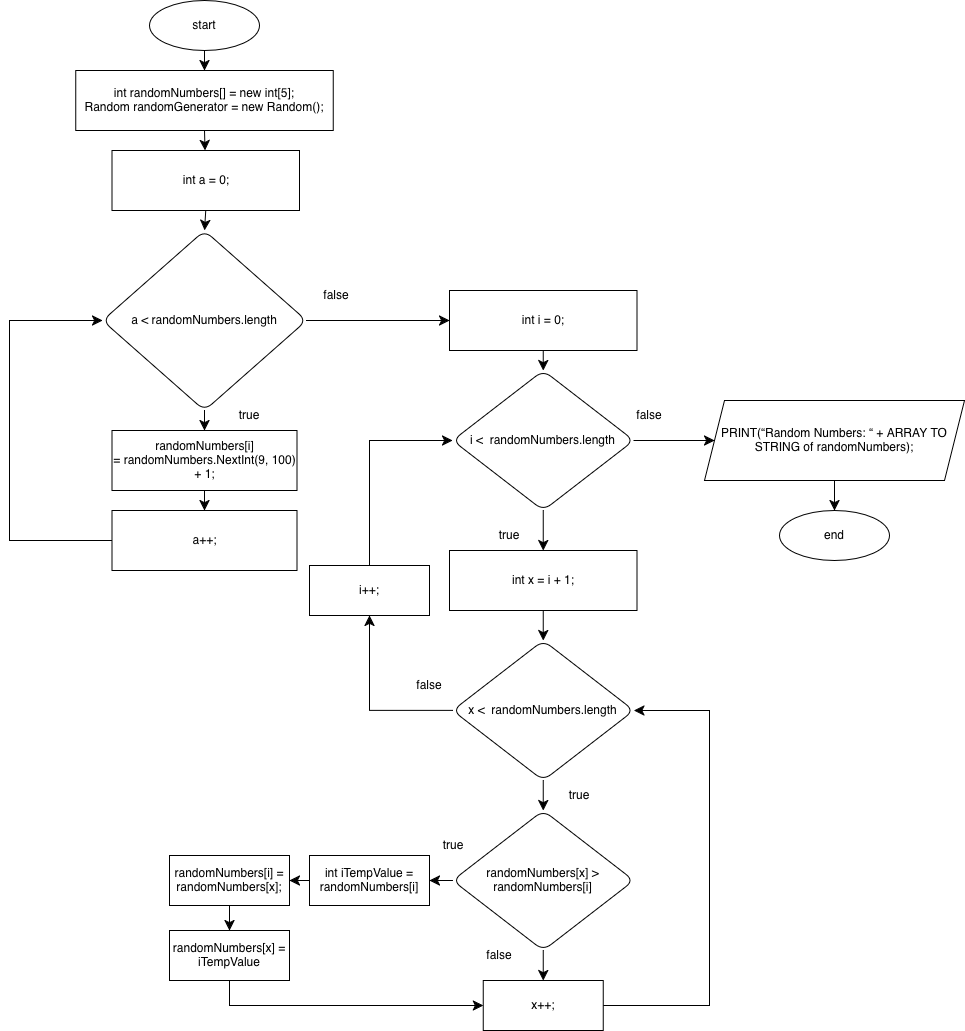 start
int randomNumbers[] = new int[5];
Random randomGenerator = new Random();
int a = 0;
a < randomNumbers.length
false
true
randomNumbers[i]
= randomNumbers.NextInt(9, 100)
+ 1;
a++;
int i = 0;
i <  randomNumbers.length
false
PRINT(“Random Numbers: “ + ARRAY TO
STRING of randomNumbers);
end
true
int x = i + 1;
i++;
false
x <  randomNumbers.length
true
randomNumbers[x] >
randomNumbers[i]
true
int iTempValue =
randomNumbers[i]
randomNumbers[i] =
randomNumbers[x];
randomNumbers[x] =
iTempValue
false
x++;